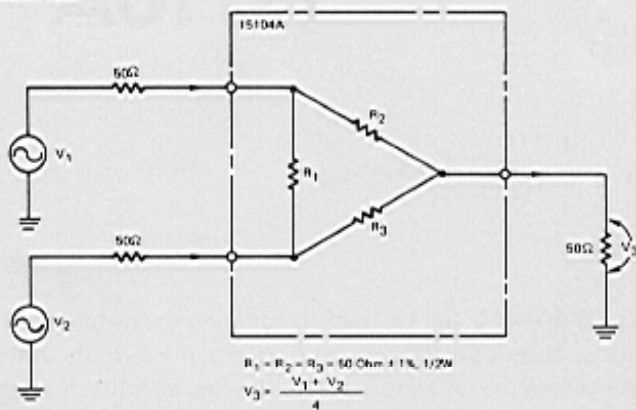 15104A
50Ω
R2
V1
R1
R3
50Ω
50Ω
V3
V2
R1 = R2 = R3 = 50 Ohm ± 1%, 1/2W
V3 = V1 + V2
4